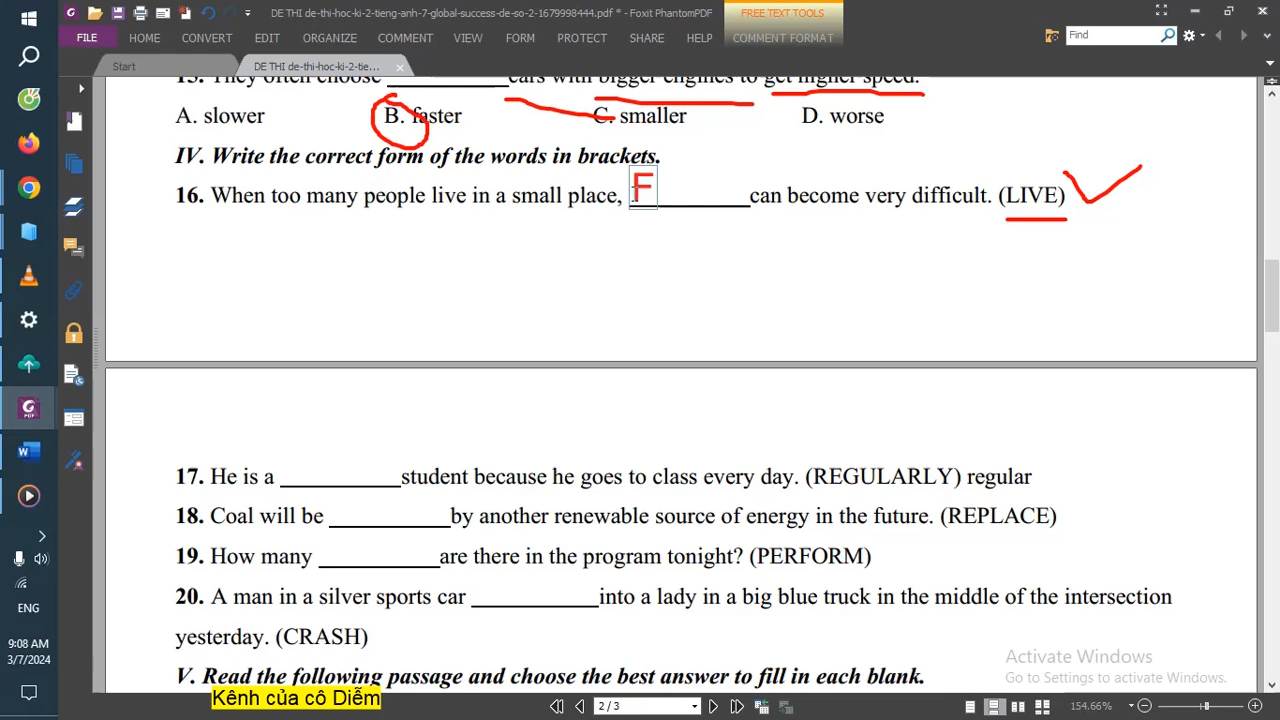 DE THI de-thi-hoc-ki-2-tieng-anh-7-global-success-de-so-2-1679998444.pdf * - Foxit PhantomPDF
FREE TEXT TOOLS
FILE HOME CONVERT EDIT ORGANIZE COMMENT VIEW FORM PROTECT SHARE HELP COMMENT FORMAT
Find
Start
DE THI de-thi-hoc-ki-2-tie...
15. They often choose ___________cars with bigger engines to get higher speed.
A. slower B. faster C. smaller D. worse
IV. Write the correct form of the words in brackets.
16. When too many people live in a small place, F___________can become very difficult. (LIVE)
17. He is a ___________student because he goes to class every day. (REGULARLY) regular
18. Coal will be ___________by another renewable source of energy in the future. (REPLACE)
19. How many ___________are there in the program tonight? (PERFORM)
20. A man in a silver sports car ___________into a lady in a big blue truck in the middle of the intersection
yesterday. (CRASH)
V. Read the following passage and choose the best answer to fill in each blank.
Activate Windows
Go to Settings to activate Windows.
Kênh của cô Diễm
2 / 3
154.66%
PDF
ENG
9:08 AM
3/7/2024